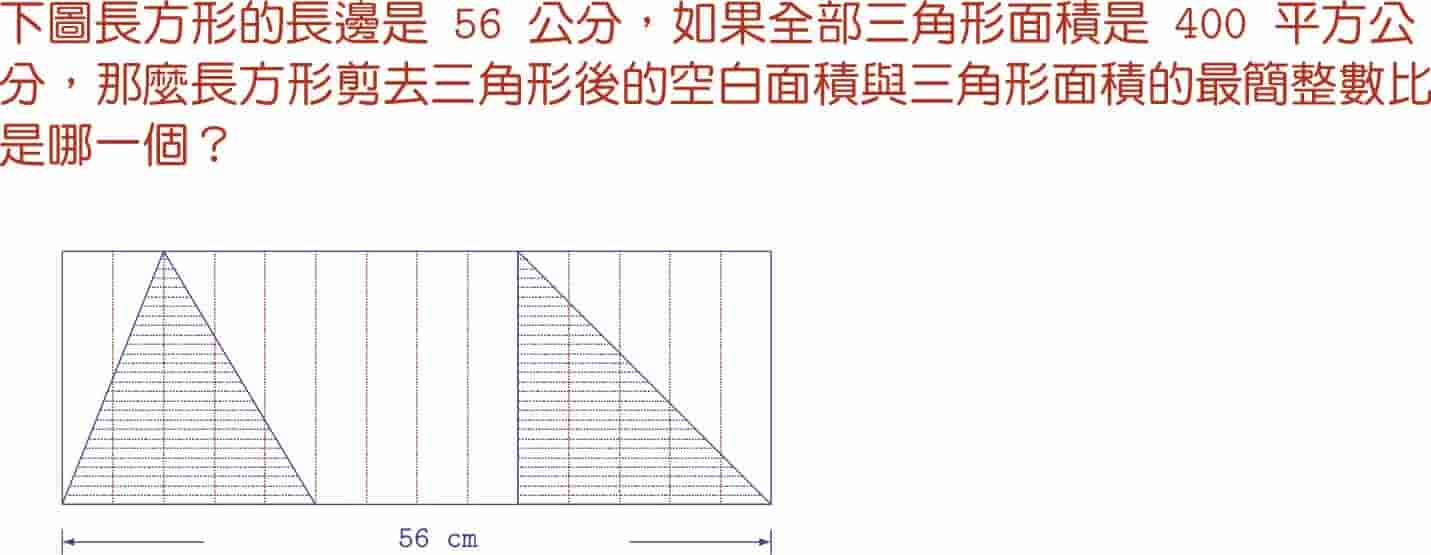 下圖長方形的長邊是 56 公分，如果全部三角形面積是 400 平方公
分，那麼長方形剪去三角形後的空白面積與三角形面積的最簡整數比
是哪一個？
56 cm